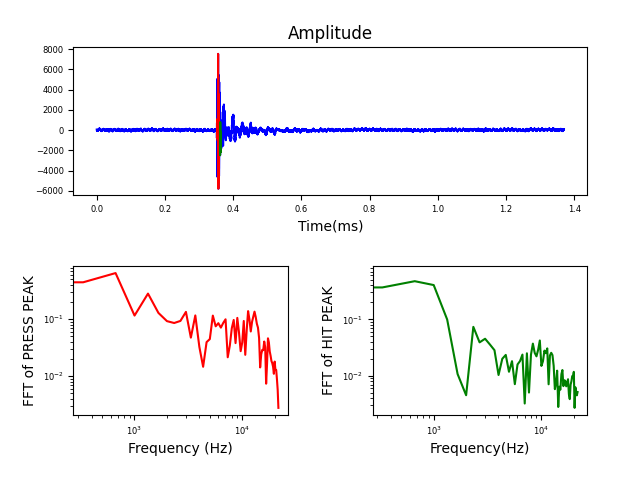 Amplitude
8000
6000
4000
2000
0
−2000
−4000
−6000
0.0 0.2 0.4 0.6 0.8 1.0 1.2 1.4
Time(ms)
FFT of PRESS PEAK
10⁻¹
10⁻²
10³ 10⁴
Frequency (Hz)
FFT of HIT PEAK
10⁻¹
10⁻²
10³ 10⁴
Frequency(Hz)